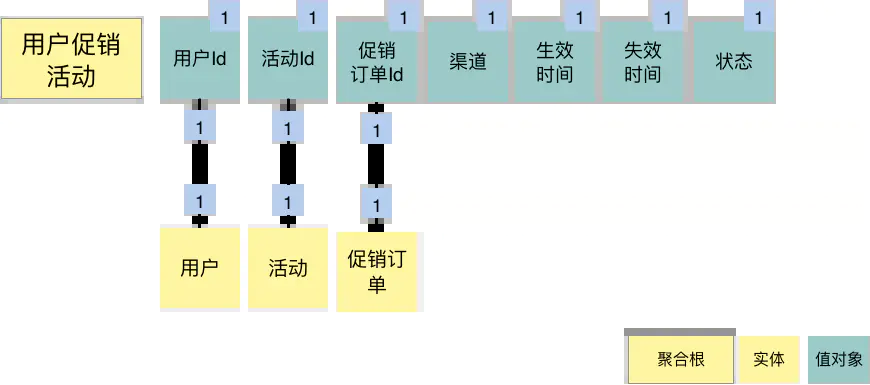 1 1 1 1 1 1 1
用户促销
活动
用户Id
活动Id
促销
订单Id
渠道
生效
时间
失效
时间
状态
1 1 1
1 1 1
用户
活动
促销订
单
聚合根
实体
值对象